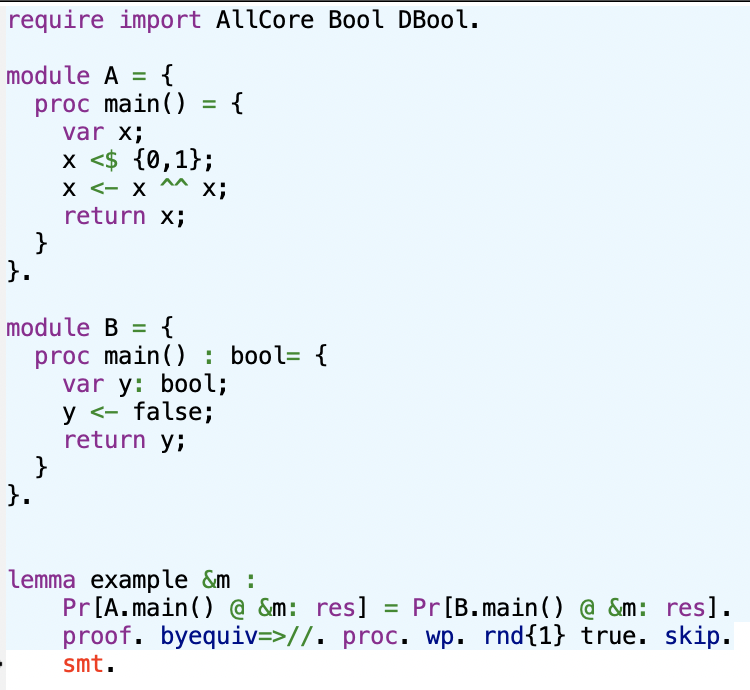 require import AllCore Bool DBool.
module A = {
proc main() = {
var x;
x <$ {0,1};
x <- x ^^ x;
return x;
}
}.
module B = {
proc main() : bool= {
var y: bool;
y <- false;
return y;
}
}.
lemma example &m :
Pr[A.main() @ &m: res] = Pr[B.main() @ &m: res].
proof. byequiv=>//. proc. wp. rnd{1} true. skip.
smt.